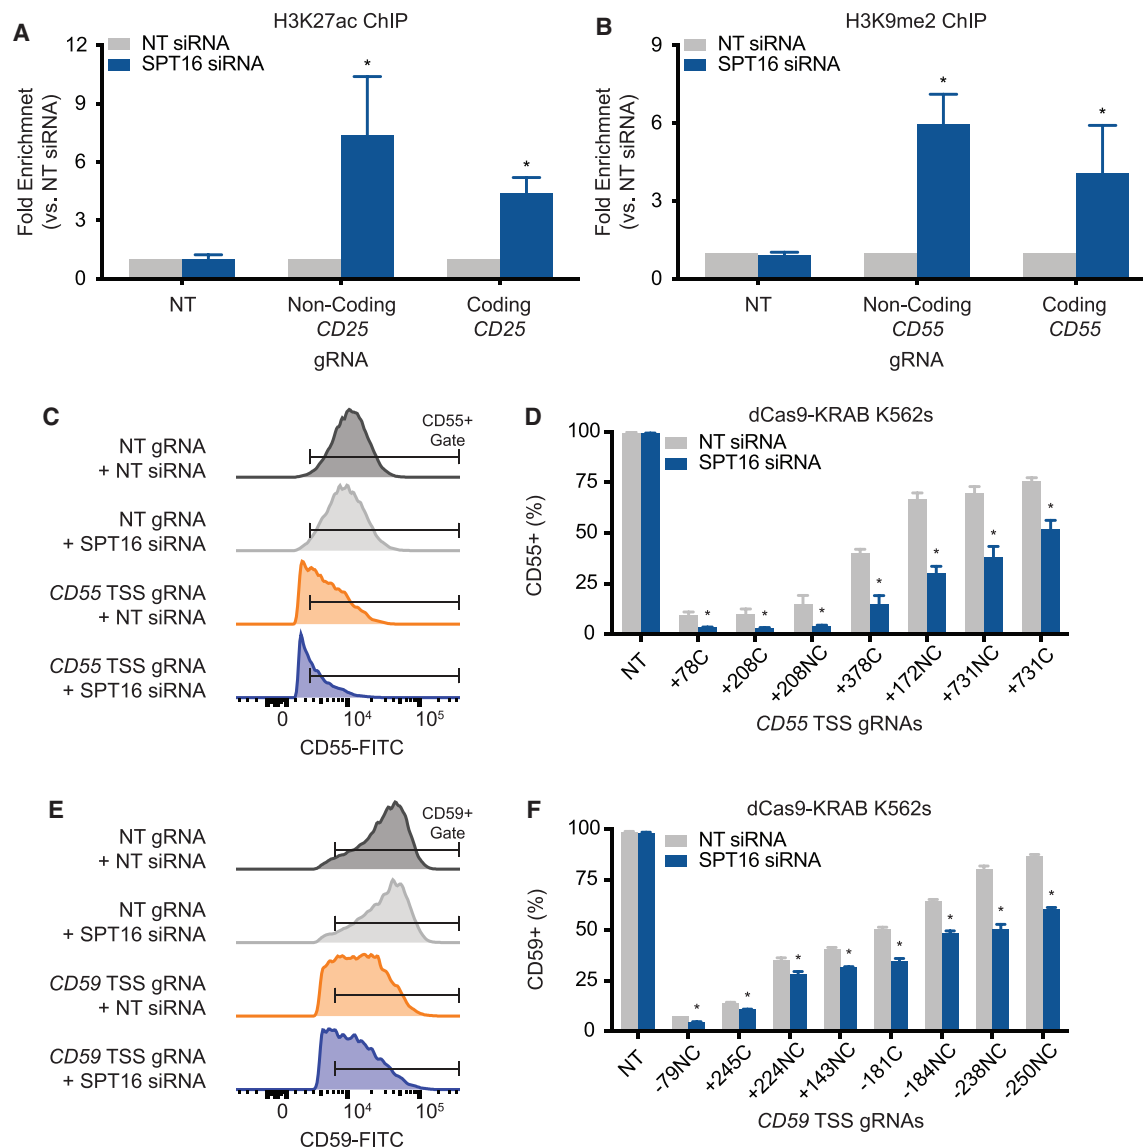 A
H3K27ac ChIP
NT siRNA
SPT16 siRNA
12
9
6
3
0
Fold Enrichmnet
(vs. NT siRNA)
*
*
NT
Non-Coding
CD25
Coding
CD25
gRNA
B
H3K9me2 ChIP
NT siRNA
SPT16 siRNA
9
6
3
0
Fold Enrichmnet
(vs. NT siRNA)
*
*
NT
Non-Coding
CD55
Coding
CD55
gRNA
C
CD55+
Gate
NT gRNA
+ NT siRNA
NT gRNA
+ SPT16 siRNA
CD55 TSS gRNA
+ NT siRNA
CD55 TSS gRNA
+ SPT16 siRNA
0
10⁴
10⁵
CD55-FITC
D
dCas9-KRAB K562s
NT siRNA
SPT16 siRNA
100
75
50
25
0
CD55+ (%)
*
*
*
*
*
*
*
NT
+78C
+208C
+208NC
+378C
+172NC
+731NC
+731C
CD55 TSS gRNAs
E
CD59+
Gate
NT gRNA
+ NT siRNA
NT gRNA
+ SPT16 siRNA
CD59 TSS gRNA
+ NT siRNA
CD59 TSS gRNA
+ SPT16 siRNA
0
10⁴
10⁵
CD59-FITC
F
dCas9-KRAB K562s
NT siRNA
SPT16 siRNA
100
75
50
25
0
CD59+ (%)
*
*
*
*
*
*
*
*
NT
-79NC
+245C
+224NC
+143NC
-181C
-184NC
-238NC
-250NC
CD59 TSS gRNAs